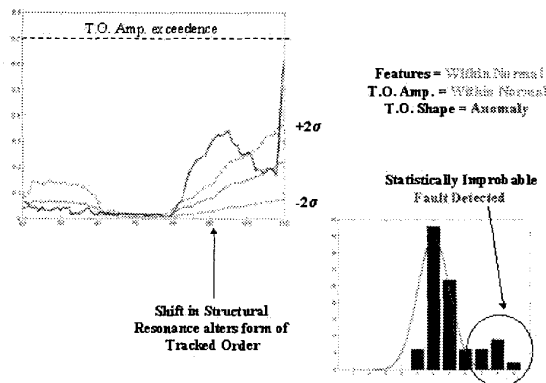 T.O. Amp. exceedence
+2σ
-2σ
Shift in Structural
Resonance alters form of
Tracked Order
Features = Within Normal
T.O. Amp. = Within Normal
T.O. Shape = Anomaly
Statistically Improbable
Fault Detected